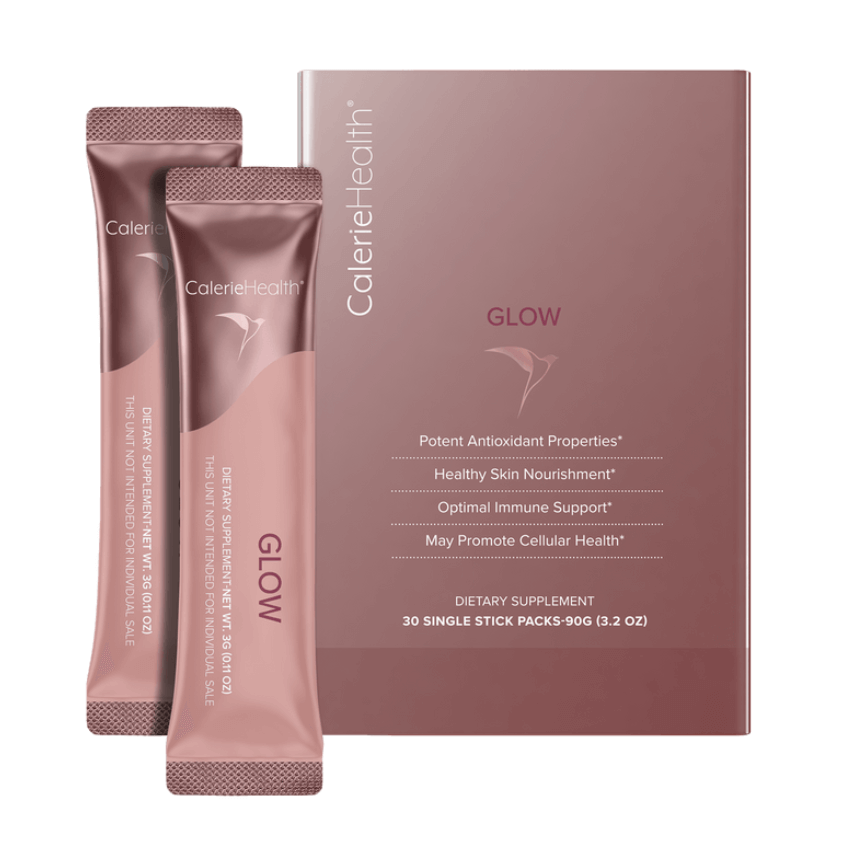 CalerieHealth®
GLOW
Potent Antioxidant Properties*
Healthy Skin Nourishment*
Optimal Immune Support*
May Promote Cellular Health*
DIETARY SUPPLEMENT
30 SINGLE STICK PACKS-90G (3.2 OZ)
Calerie
DIETARY SUPPLEMENT-NET WT. 3G (0.11 OZ)
THIS UNIT NOT INTENDED FOR INDIVIDUAL SALE
CalerieHealth®
GLOW
DIETARY SUPPLEMENT-NET WT. 3G (0.11 OZ)
THIS UNIT NOT INTENDED FOR INDIVIDUAL SALE